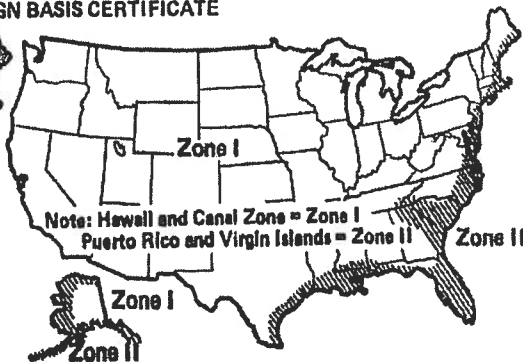 GN BASIS CERTIFICATE
Zone I
Note: Hawaii and Canal Zone = Zone I
Puerto Rico and Virgin Islands = Zone II
Zone II
Zone I
Zone II